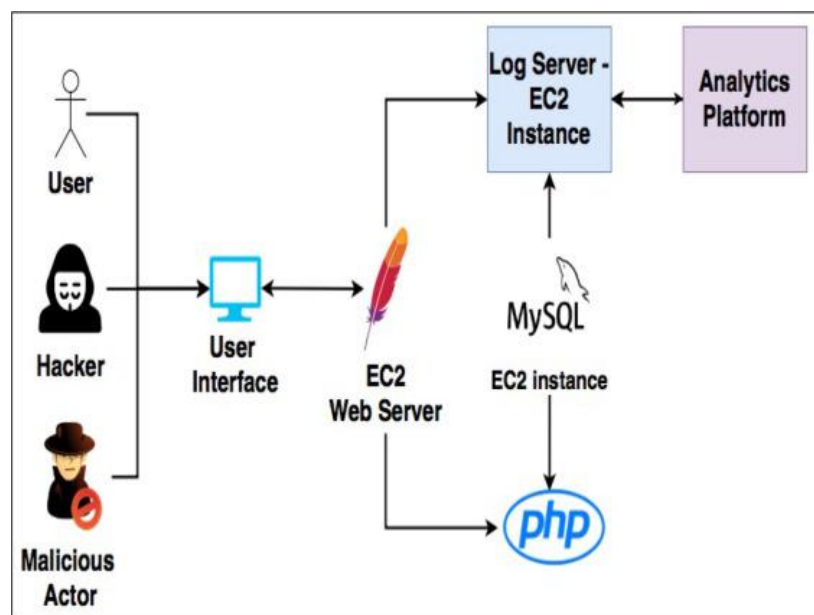 User
Hacker
Malicious
Actor
User
Interface
EC2
Web Server
Log Server -
EC2
Instance
Analytics
Platform
MySQL
EC2 instance
php